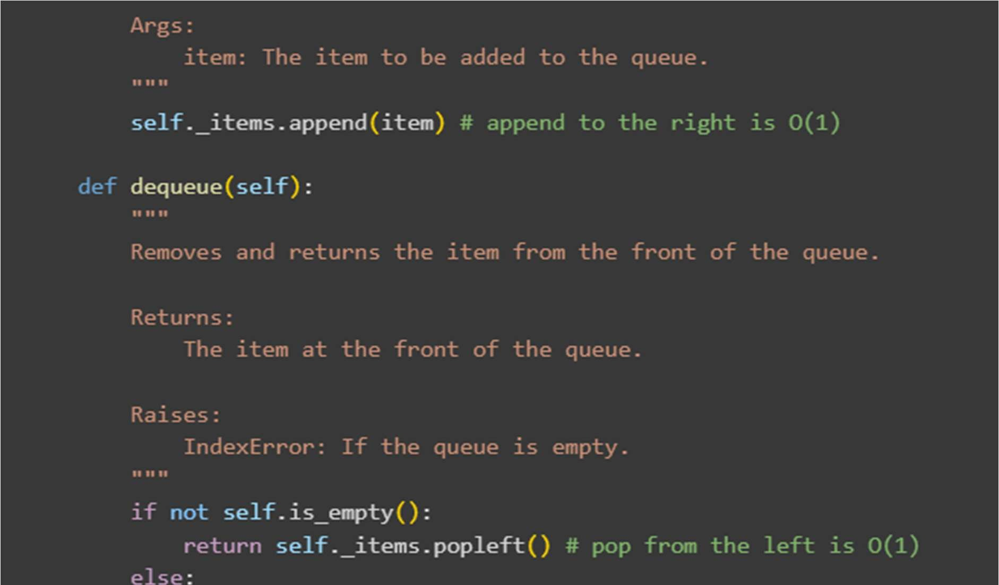 Args:
item: The item to be added to the queue.
"""
self._items.append(item) # append to the right is O(1)
def dequeue(self):
"""
Removes and returns the item from the front of the queue.
Returns:
The item at the front of the queue.
Raises:
IndexError: If the queue is empty.
"""
if not self.is_empty():
return self._items.popleft() # pop from the left is O(1)
else: